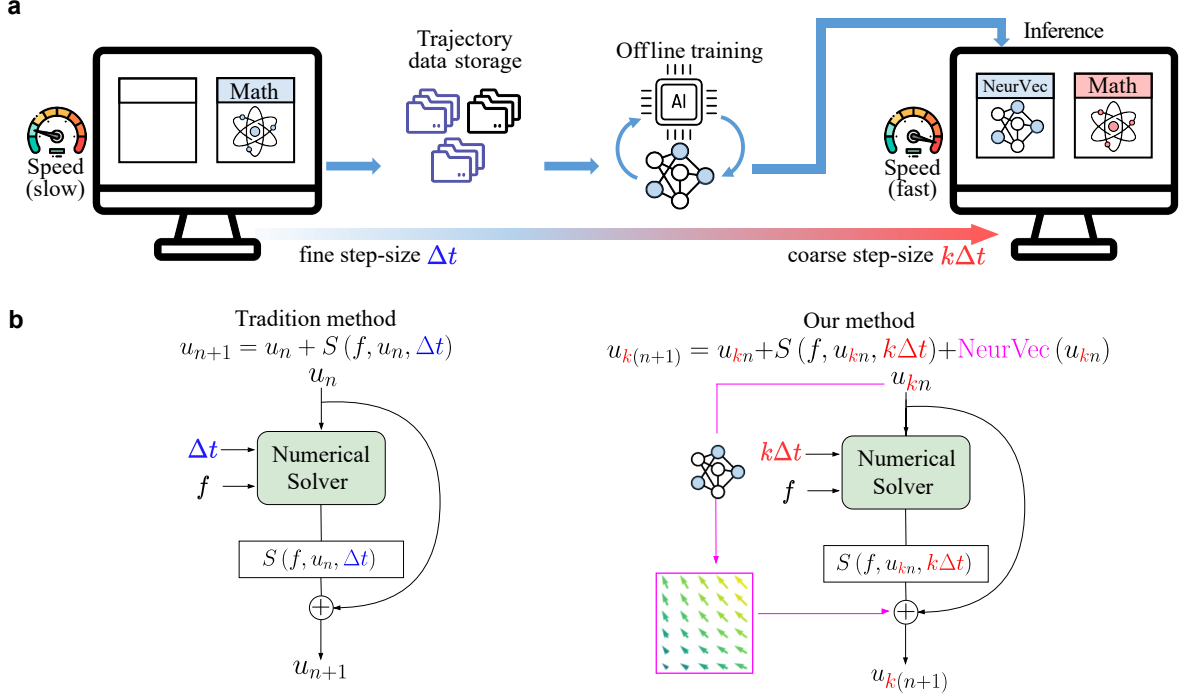 a
Trajectory
data storage
Offline training
Inference
Math
AI
NeurVec
Math
Speed
(slow)
Speed
(fast)
fine step-size Δt
coarse step-size kΔt
b
Tradition method
u_{n+1} = u_n + S (f, u_n, Δt)
u_n
Δt
f
Numerical
Solver
S (f, u_n, Δt)
+
u_{n+1}
Our method
u_{k(n+1)} = u_{kn}+S (f, u_{kn}, kΔt)+NeurVec (u_{kn})
u_{kn}
kΔt
f
Numerical
Solver
S (f, u_{kn}, kΔt)
+
u_{k(n+1)}